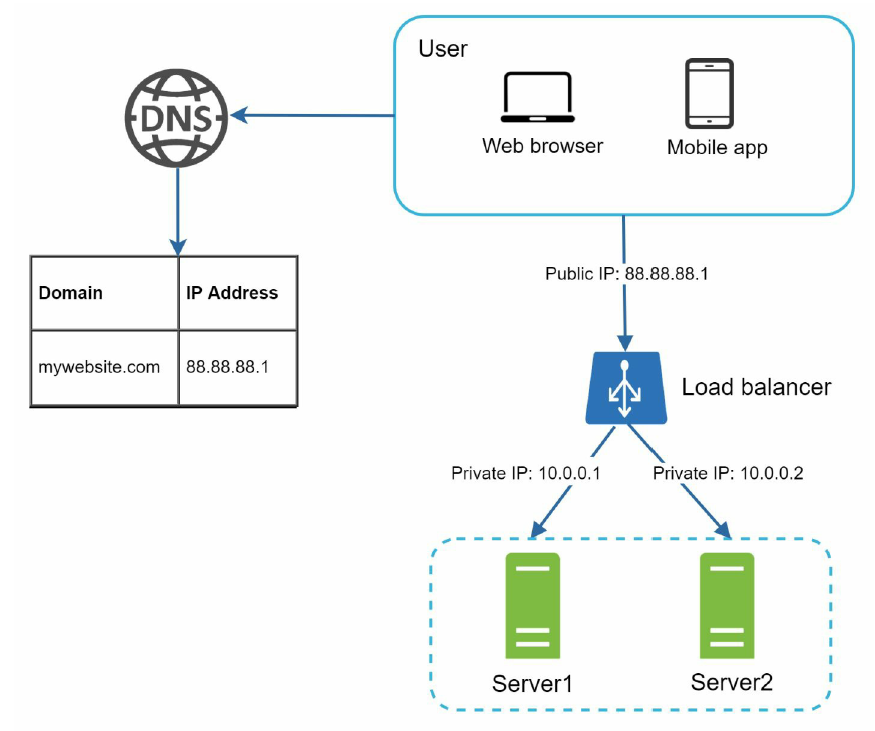 User
DNS
Web browser
Mobile app
Domain IP Address
mywebsite.com 88.88.88.1
Public IP: 88.88.88.1
Load balancer
Private IP: 10.0.0.1
Private IP: 10.0.0.2
Server1
Server2